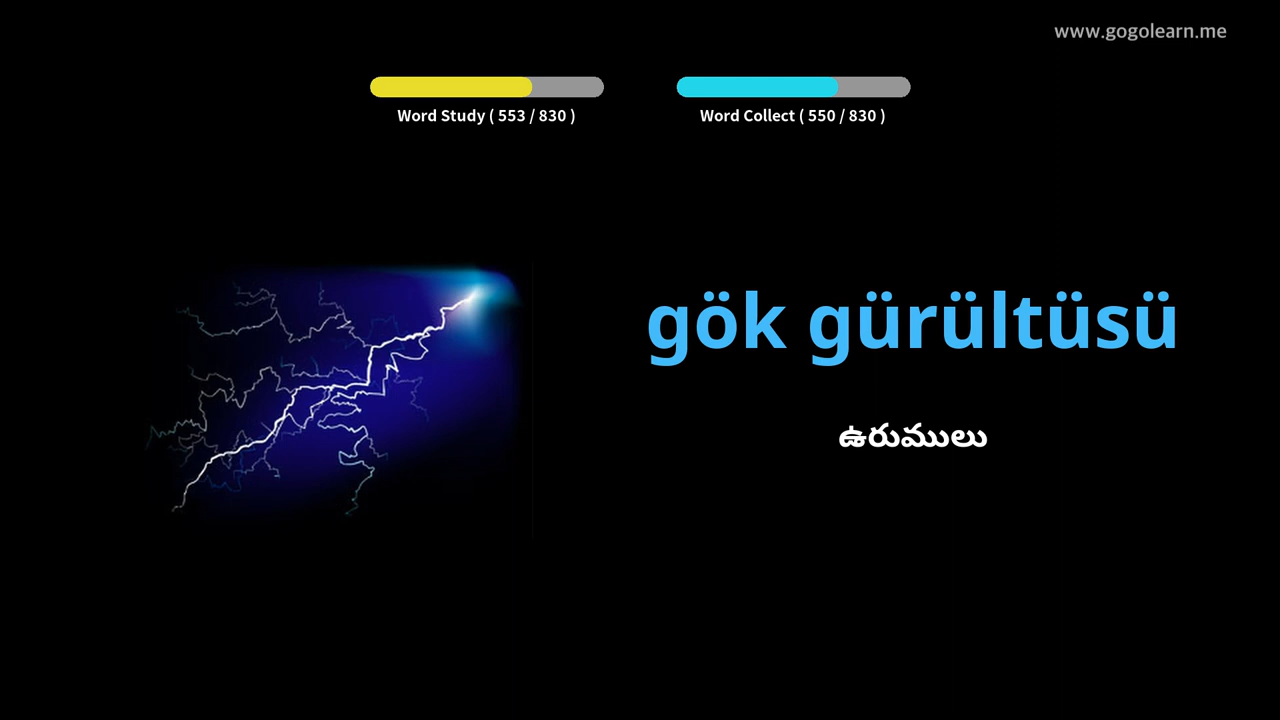 www.gogolearn.me
Word Study ( 553 / 830 )
Word Collect ( 550 / 830 )
gök gürültüsü
ఉరుములు